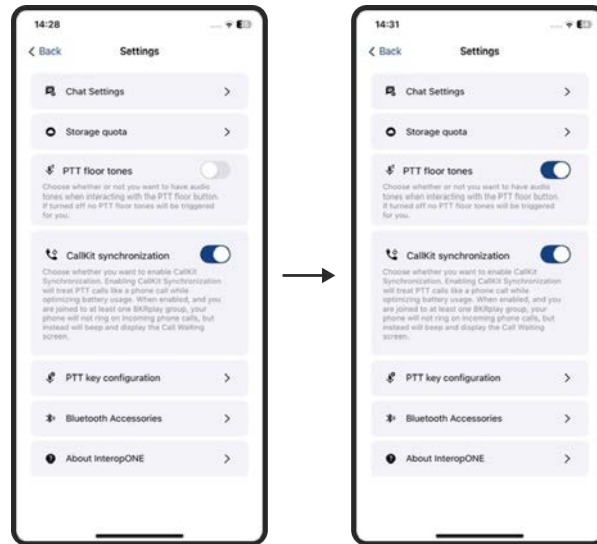 14:28
Back Settings
Chat Settings
Storage quota
PTT floor tones
Choose whether or not you want to have audio
tones when interacting with the PTT floor button.
If turned off no PTT floor tones will be triggered
for you.
CallKit synchronization
Choose whether you want to enable CallKit
Synchronization. Enabling CallKit Synchronization
will treat PTT calls like a phone call while
optimizing battery usage. When enabled, and you
are joined to at least one BKRplay group, your
phone will not ring on incoming phone calls, but
instead will beep and display the Call Waiting
screen.
PTT key configuration
Bluetooth Accessories
About InteropONE
14:31
Back Settings
Chat Settings
Storage quota
PTT floor tones
Choose whether or not you want to have audio
tones when interacting with the PTT floor button.
If turned off no PTT floor tones will be triggered
for you.
CallKit synchronization
Choose whether you want to enable CallKit
Synchronization. Enabling CallKit Synchronization
will treat PTT calls like a phone call while
optimizing battery usage. When enabled, and you
are joined to at least one BKRplay group, your
phone will not ring on incoming phone calls, but
instead will beep and display the Call Waiting
screen.
PTT key configuration
Bluetooth Accessories
About InteropONE